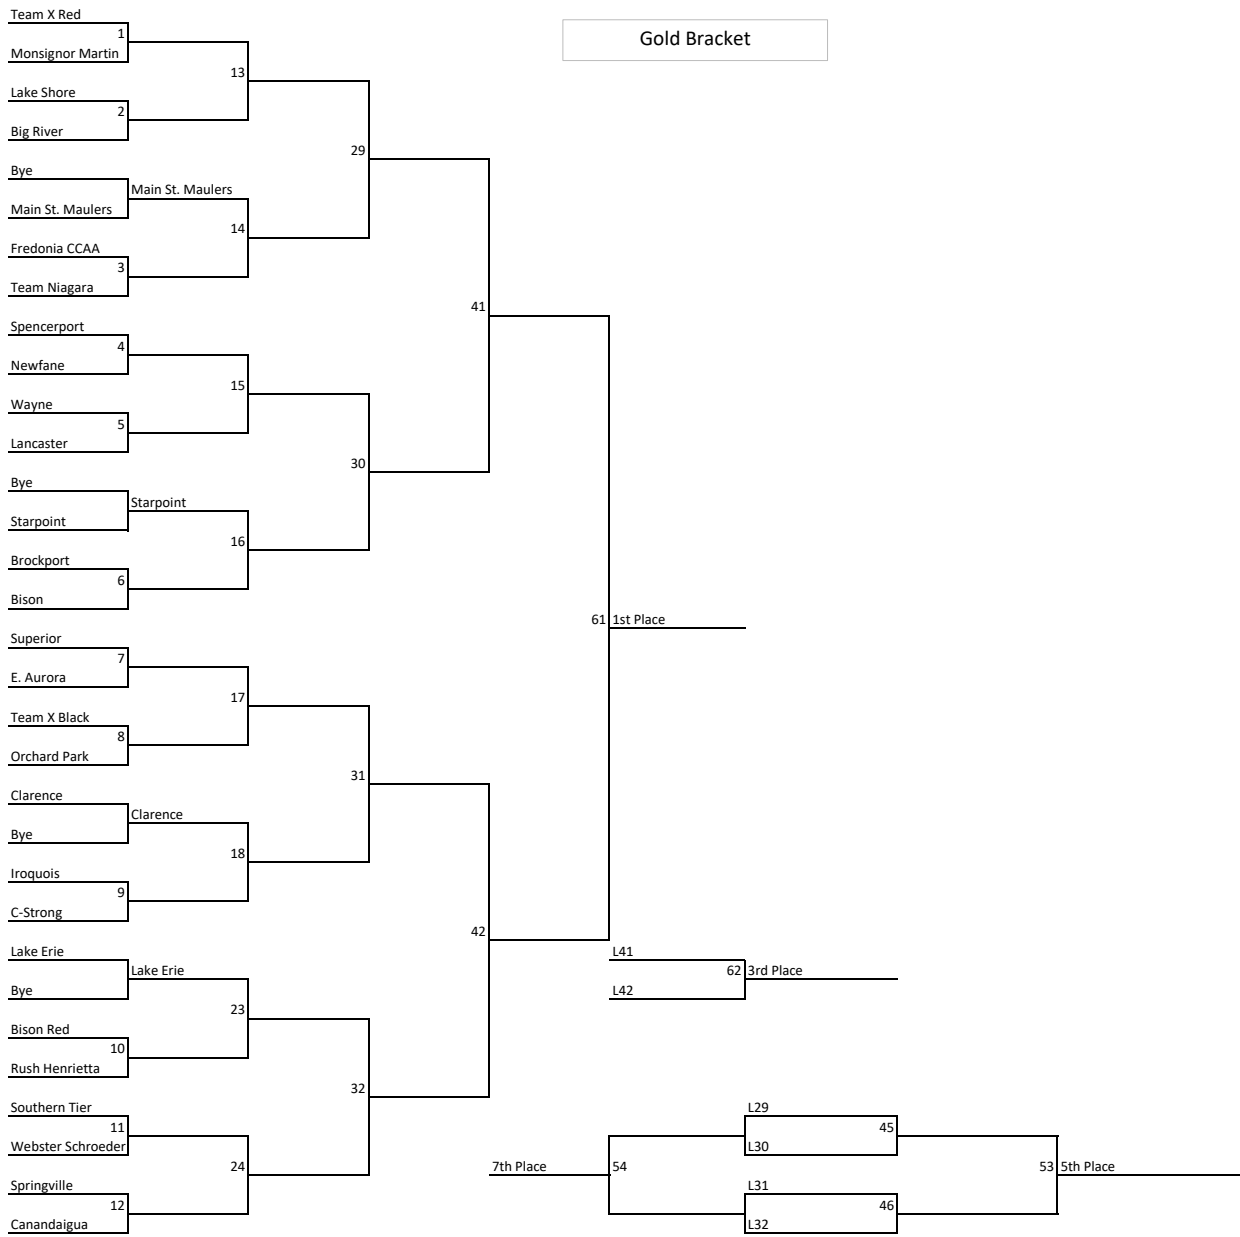 Gold Bracket
Team X Red
1
Monsignor Martin
13
Lake Shore
2
Big River
29
Bye
Main St. Maulers
Main St. Maulers
14
Fredonia CCAA
3
Team Niagara
41
Spencerport
4
Newfane
15
Wayne
5
Lancaster
30
Bye
Starpoint
Starpoint
16
Brockport
6
Bison
61 1st Place
Superior
7
E. Aurora
17
Team X Black
8
Orchard Park
31
Clarence
Clarence
Bye
18
Iroquois
9
C-Strong
42
Lake Erie
Lake Erie
Bye
23
Bison Red
10
Rush Henrietta
32
Southern Tier
11
Webster Schroeder
24
Springville
12
Canandaigua
L41
62 3rd Place
L42
L29
45
L30
7th Place 54
53 5th Place
L31
46
L32